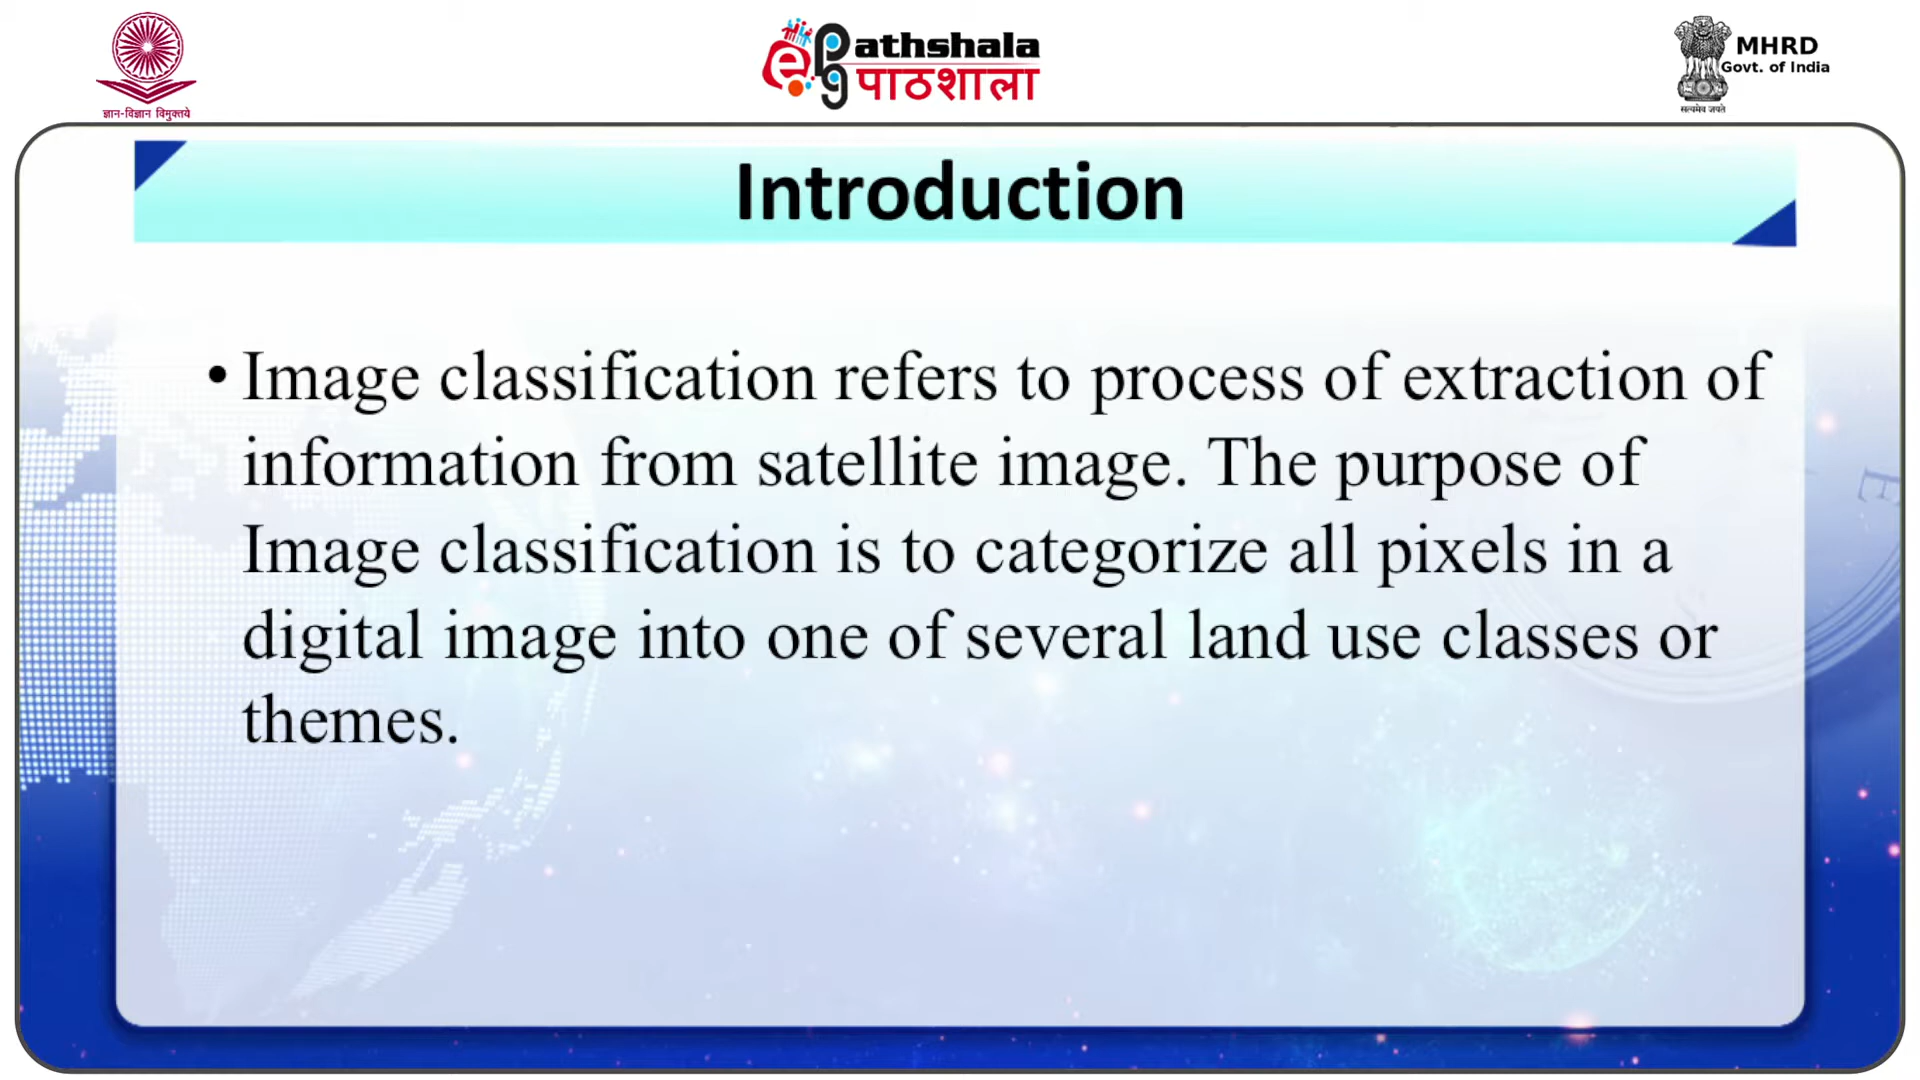 ज्ञान-विज्ञान विमुक्तये
e pg Pathshala
पाठशाला
MHRD
Govt. of India
सत्यमेव जयते
Introduction
• Image classification refers to process of extraction of
information from satellite image. The purpose of
Image classification is to categorize all pixels in a
digital image into one of several land use classes or
themes.